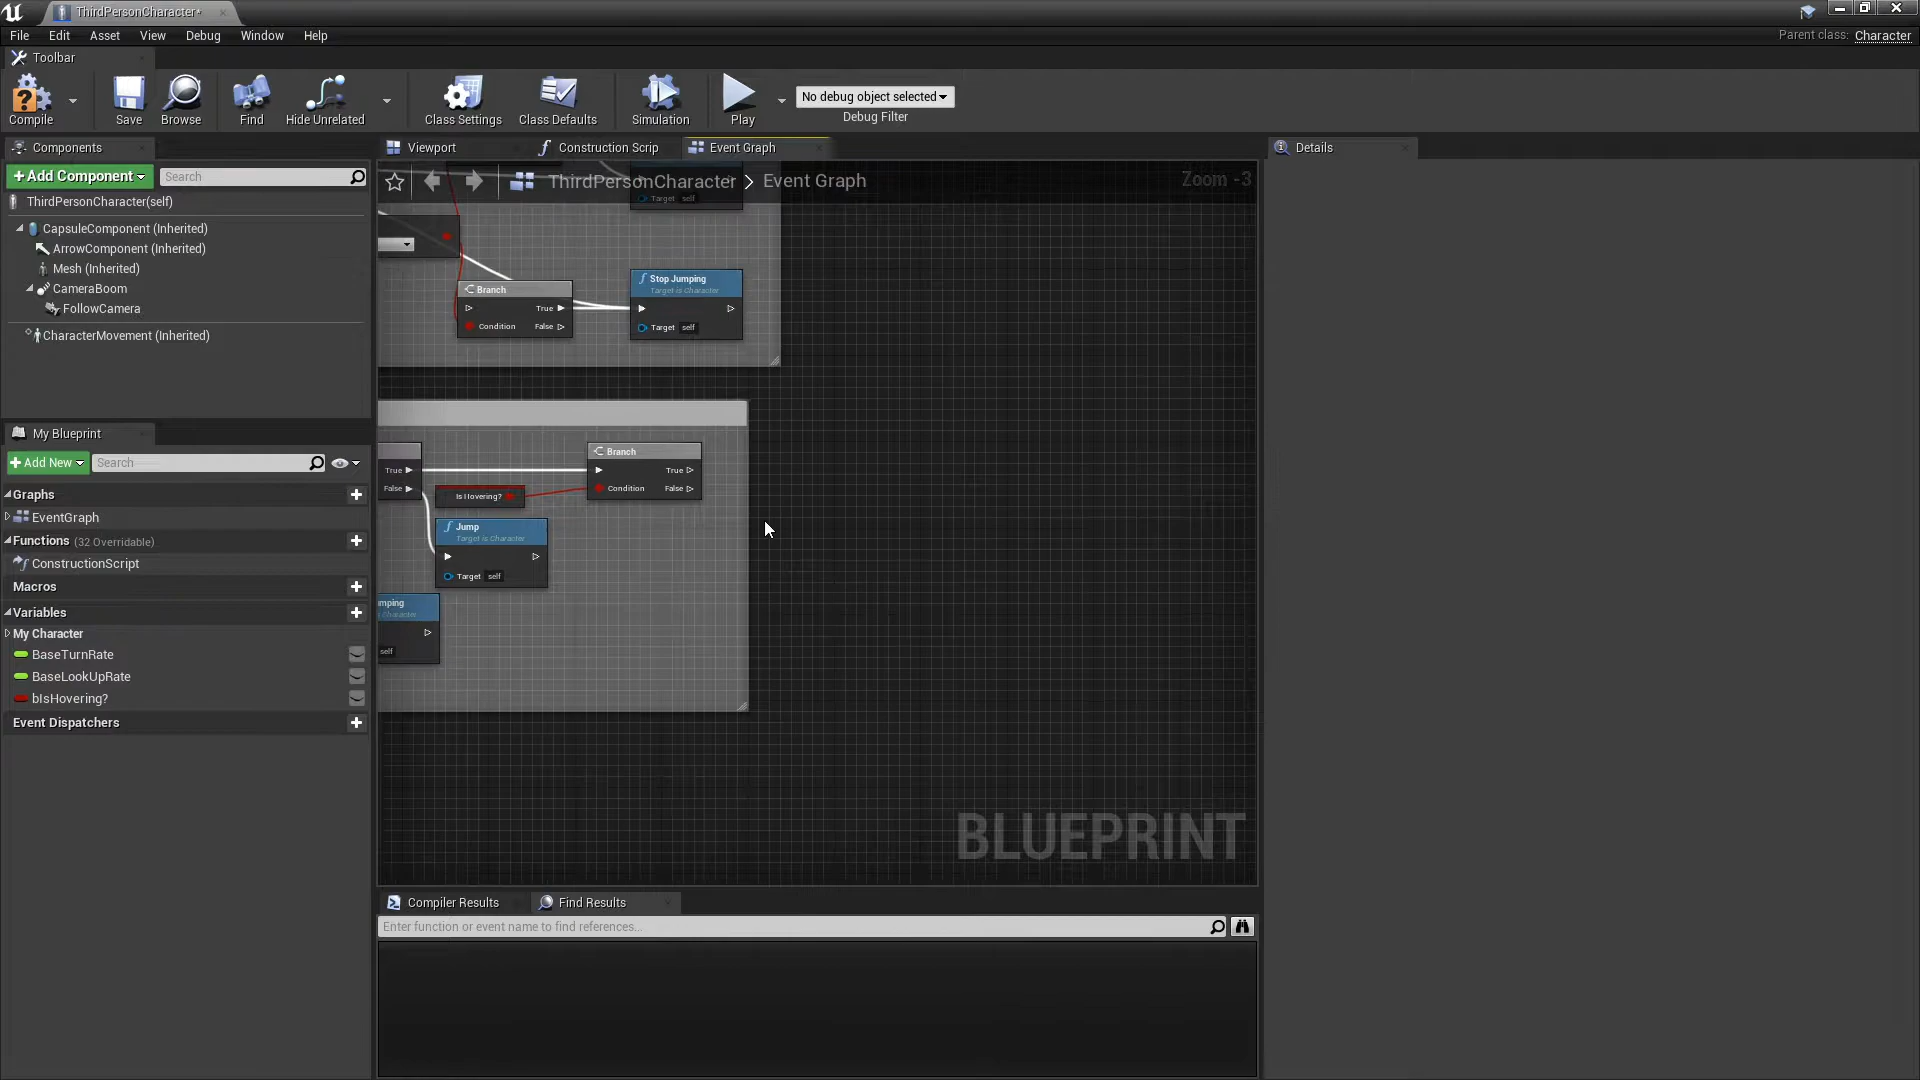 ThirdPersonCharacter*
File Edit Asset View Debug Window Help
Parent class: Character
Toolbar
Compile
Save
Browse
Find
Hide Unrelated
Class Settings
Class Defaults
Simulation
Play
No debug object selected
Debug Filter
Components
+Add Component
Search
ThirdPersonCharacter(self)
CapsuleComponent (Inherited)
ArrowComponent (Inherited)
Mesh (Inherited)
CameraBoom
FollowCamera
CharacterMovement (Inherited)
My Blueprint
+Add New
Search
Graphs
EventGraph
Functions (32 Overridable)
ConstructionScript
Macros
Variables
My Character
BaseTurnRate
BaseLookUpRate
bIsHovering?
Event Dispatchers
Viewport
Construction Scrip
Event Graph
ThirdPersonCharacter > Event Graph
Zoom -3
Target self
Branch
True
Condition False
Stop Jumping
Target is Character
Target self
True
False
Is Hovering?
Branch
True
Condition False
Jump
Target is Character
Target self
umping
Character
self
BLUEPRINT
Compiler Results
Find Results
Enter function or event name to find references...
Details